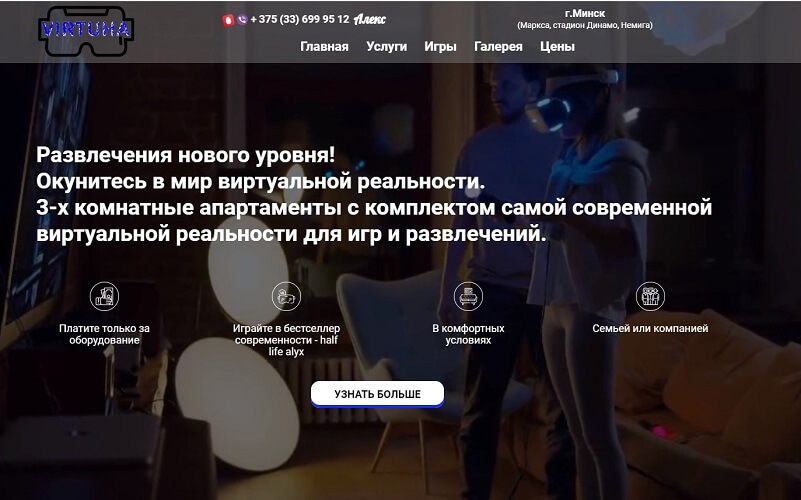 VIRTUHA
+ 375 (33) 699 95 12 Алекс
г.Минск
(Маркса, стадион Динамо, Немига)
Главная Услуги Игры Галерея Цены
Развлечения нового уровня!
Окунитесь в мир виртуальной реальности.
3-х комнатные апартаменты с комплектом самой современной
виртуальной реальности для игр и развлечений.
Платите только за
оборудование
Играйте в бестселлер
современности - half
life alyx
В комфортных
условиях
Семьей или компанией
УЗНАТЬ БОЛЬШЕ